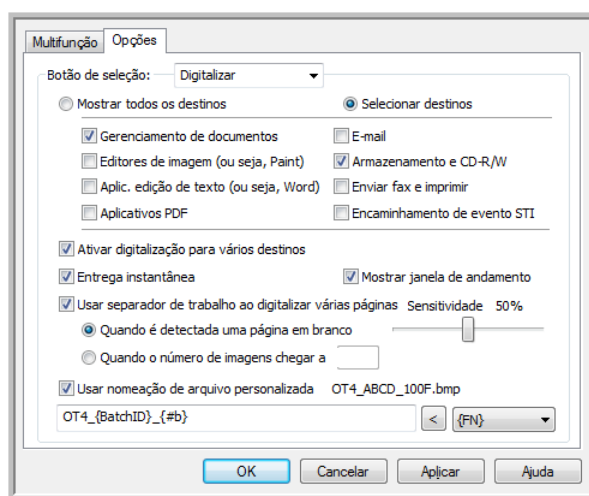 Multifunção Opções
Botão de seleção: Digitalizar
Mostrar todos os destinos Selecionar destinos
Gerenciamento de documentos E-mail
Editores de imagem (ou seja, Paint) Armazenamento e CD-R/W
Aplic. edição de texto (ou seja, Word) Enviar fax e imprimir
Aplicativos PDF Encaminhamento de evento STI
Ativar digitalização para vários destinos
Entrega instantânea Mostrar janela de andamento
Usar separador de trabalho ao digitalizar várias páginas Sensitividade 50%
Quando é detectada uma página em branco
Quando o número de imagens chegar a
Usar nomeação de arquivo personalizada OT4_ABCD_100F.bmp
OT4_{BatchID}_{#b} < {FN}
OK Cancelar Aplicar Ajuda